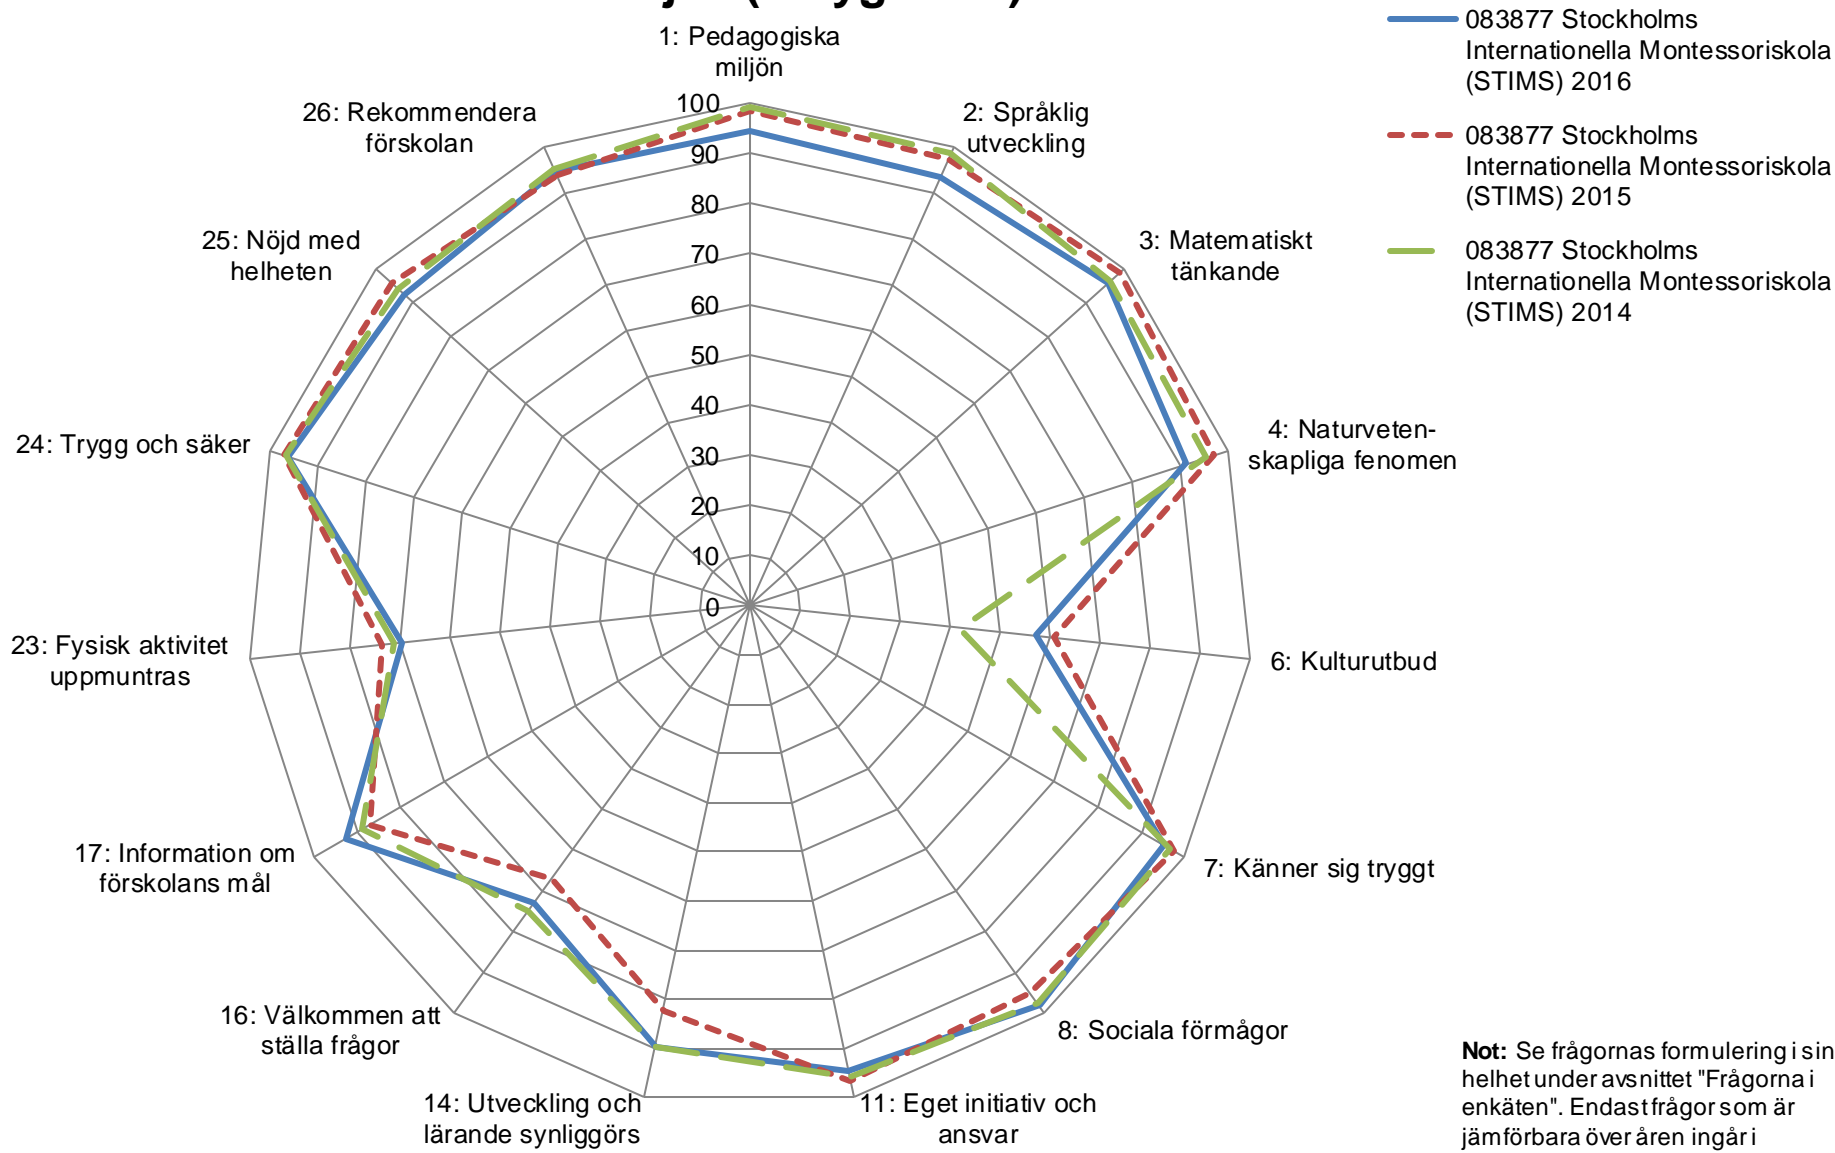 1: Pedagogiska
miljön
2: Språklig
utveckling
3: Matematiskt
tänkande
4: Naturveten-
skapliga fenomen
6: Kulturutbud
7: Känner sig tryggt
8: Sociala förmågor
11: Eget initiativ och
ansvar
14: Utveckling och
lärande synliggörs
16: Välkommen att
ställa frågor
17: Information om
förskolans mål
23: Fysisk aktivitet
uppmuntras
24: Trygg och säker
25: Nöjd med
helheten
26: Rekommendera
förskolan
100
90
80
70
60
50
40
30
20
10
0
083877 Stockholms
Internationella Montessoriskola
(STIMS) 2016
083877 Stockholms
Internationella Montessoriskola
(STIMS) 2015
083877 Stockholms
Internationella Montessoriskola
(STIMS) 2014
Not: Se frågornas formulering i sin
helhet under avsnittet "Frågorna i
enkäten". Endast frågor som är
jämförbara över åren ingår i